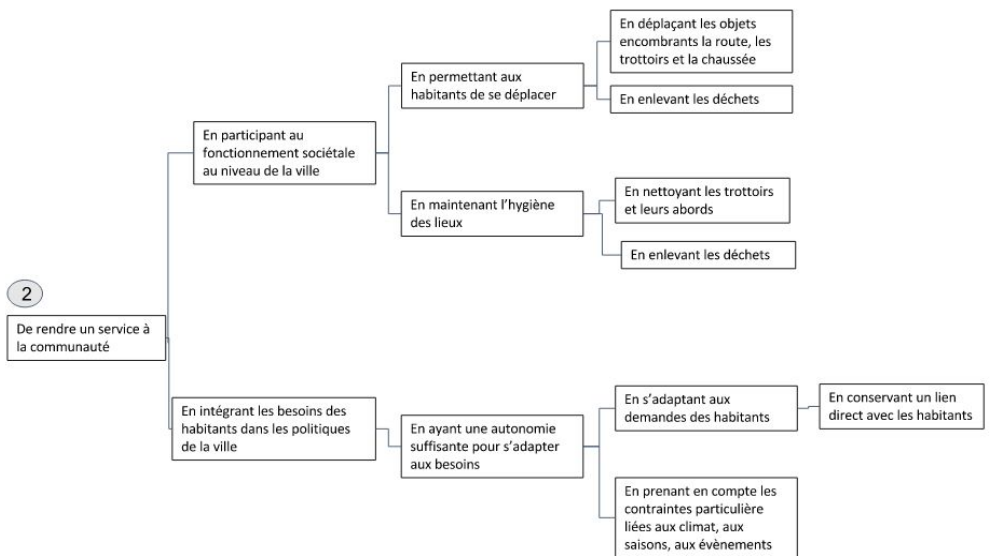 En déplaçant les objets
encombrants la route, les
trottoirs et la chaussée
En permettant aux
habitants de se déplacer
En enlevant les déchets
En participant au
fonctionnement sociétale
au niveau de la ville
En maintenant l'hygiène
des lieux
En nettoyant les trottoirs
et leurs abords
En enlevant les déchets
2
De rendre un service à
la communauté
En intégrant les besoins des
habitants dans les politiques
de la ville
En ayant une autonomie
suffisante pour s'adapter
aux besoins
En s'adaptant aux
demandes des habitants
En conservant un lien
direct avec les habitants
En prenant en compte les
contraintes particulière
liées aux climat, aux
saisons, aux évènements